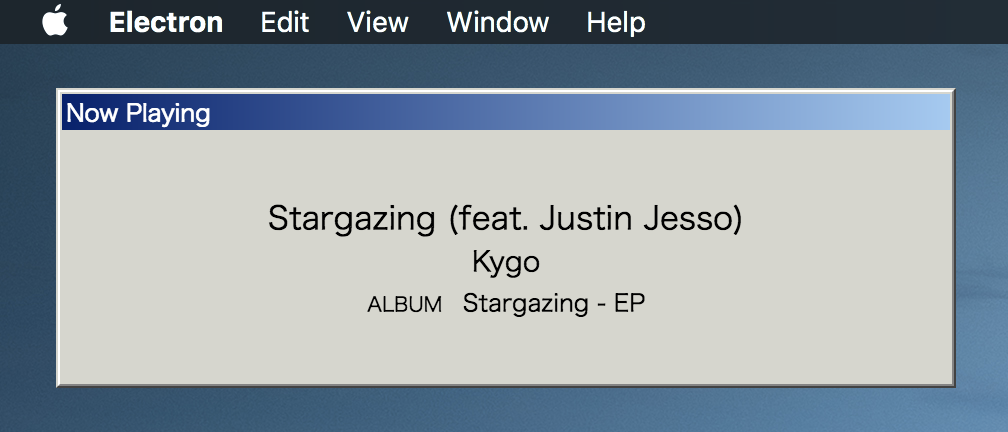 Electron Edit View Window Help
Now Playing
Stargazing (feat. Justin Jesso)
Kygo
ALBUM Stargazing - EP